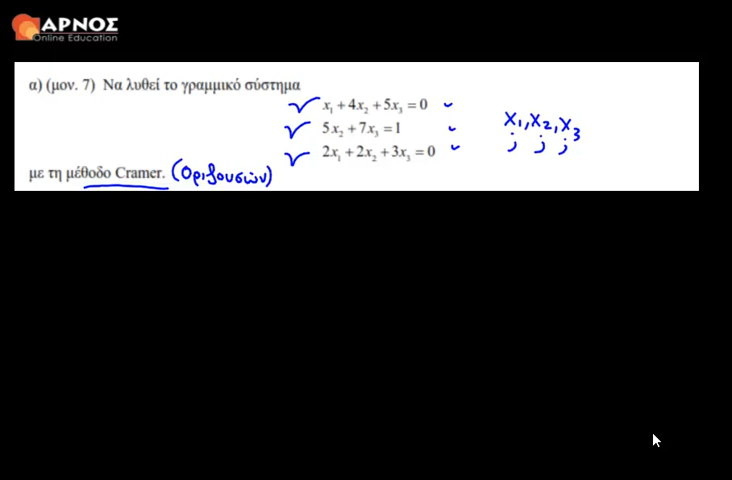 ΑΡΝΟΣ
Online Education
α) (μον. 7) Να λυθεί το γραμμικό σύστημα
x₁ + 4x₂ + 5x₃ = 0
5x₂ + 7x₃ = 1
2x₁ + 2x₂ + 3x₃ = 0
x₁, x₂, x₃
; ; ;
με τη μέθοδο Cramer. (Οριζουσών)